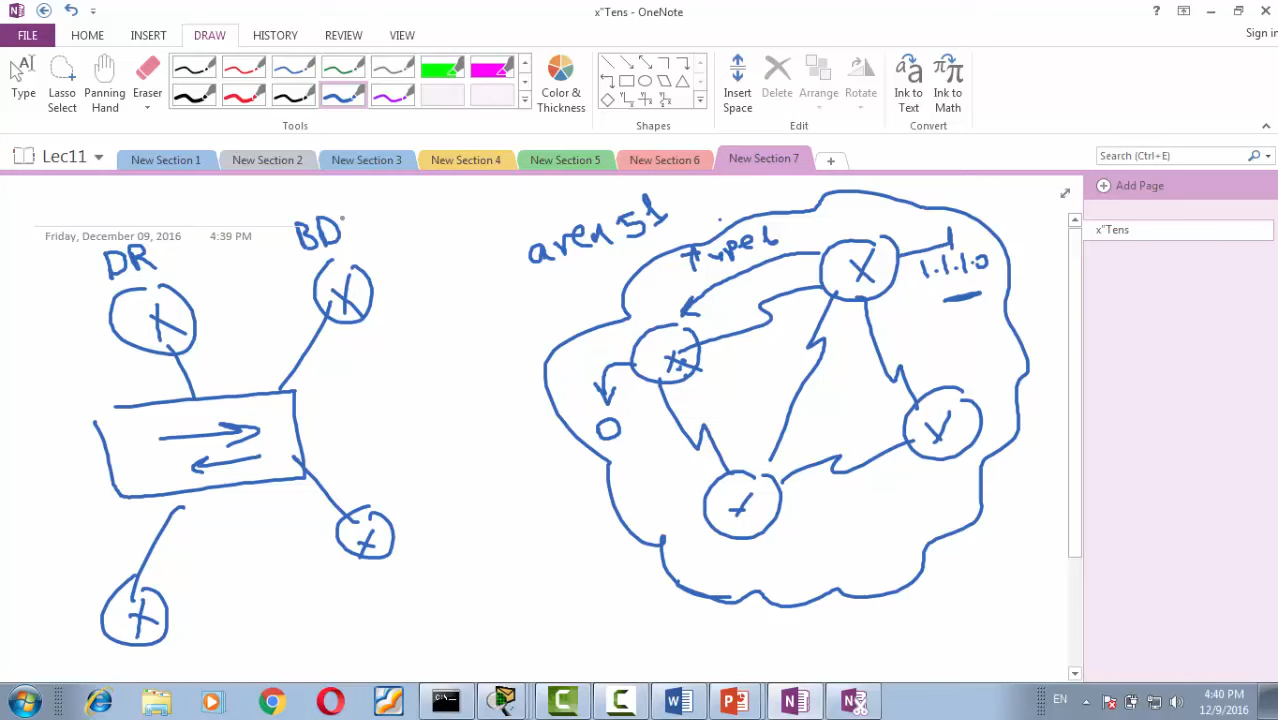 x"Tens - OneNote
Sign in
FILE HOME INSERT DRAW HISTORY REVIEW VIEW
Type
Lasso Select
Panning Hand
Eraser
Color & Thickness
Insert Space
Delete
Arrange
Rotate
Ink to Text
Ink to Math
Tools
Shapes
Edit
Convert
Lec11
New Section 1
New Section 2
New Section 3
New Section 4
New Section 5
New Section 6
New Section 7
Search (Ctrl+E)
Add Page
x"Tens
Friday, December 09, 2016 4:39 PM
DR
BD
area 51
Type 1
1.1.1.0
X
X
X
X
X
X
X
0
EN
4:40 PM
12/9/2016